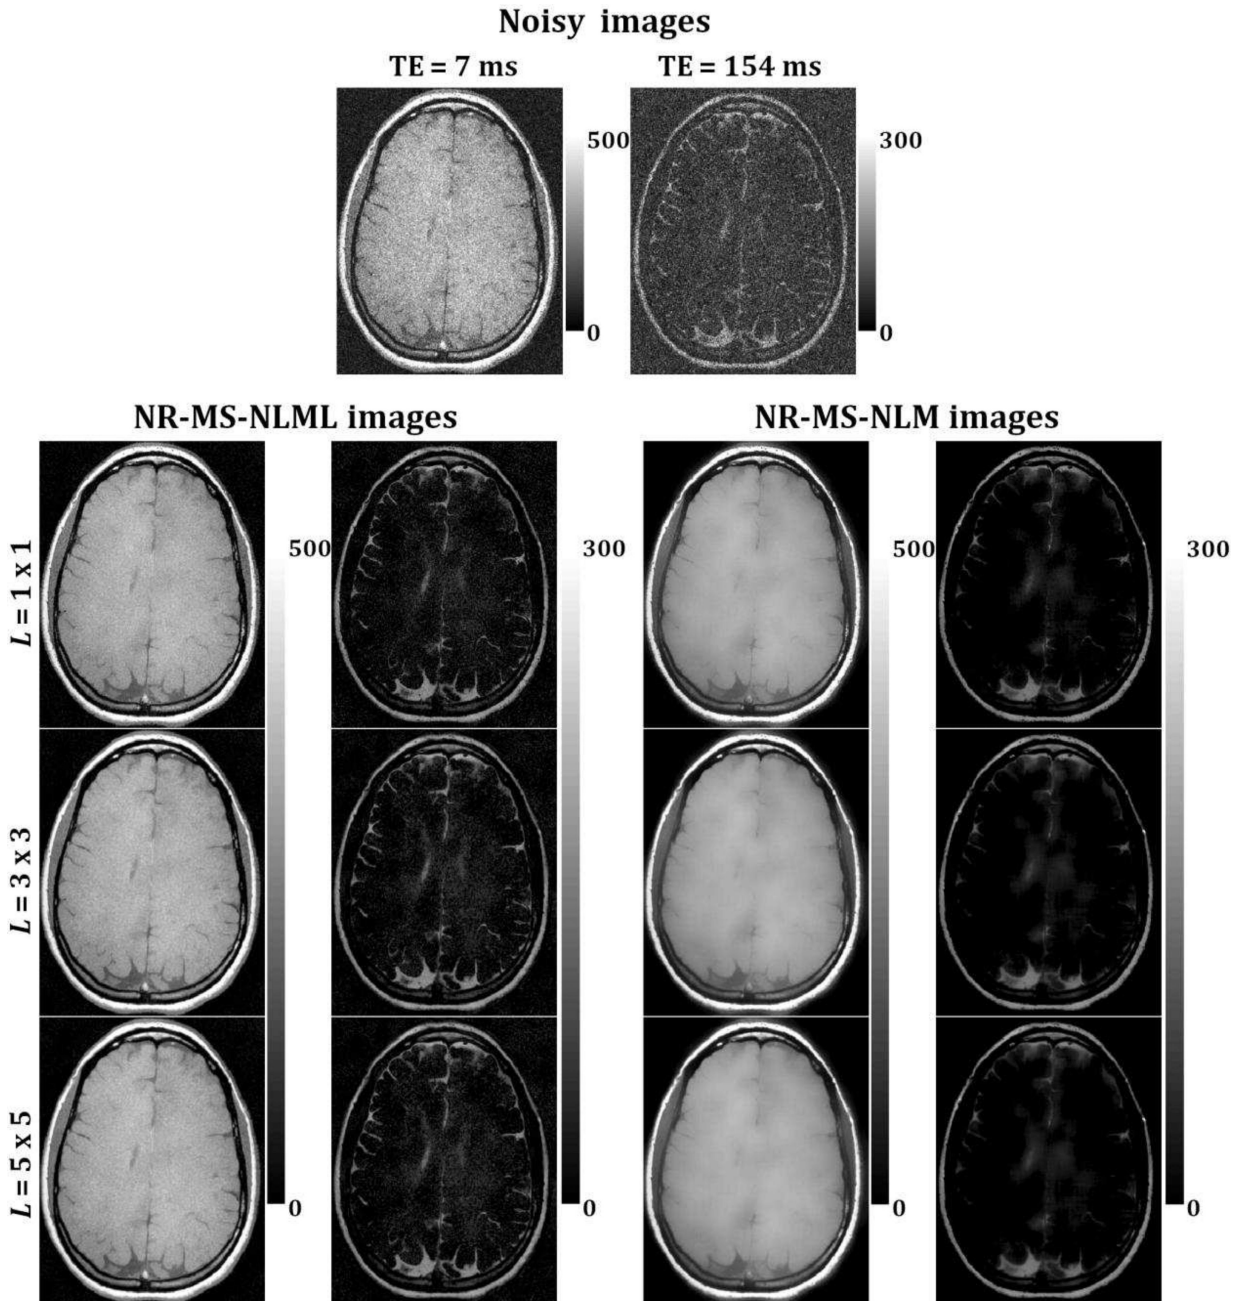 Noisy images
TE = 7 ms
TE = 154 ms
500
0
300
0
NR-MS-NLML images
NR-MS-NLM images
500
300
500
300
L = 1 x 1
L = 3 x 3
L = 5 x 5
0
0
0
0